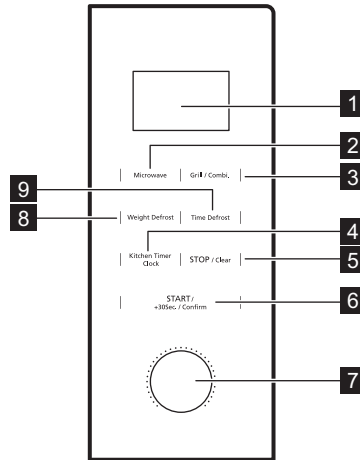 1
2
Microwave
Grill / Combi.
3
9
8
Weight Defrost
Time Defrost
4
Kitchen Timer
Clock
STOP / Clear
5
START /
+30Sec. / Confirm
6
7